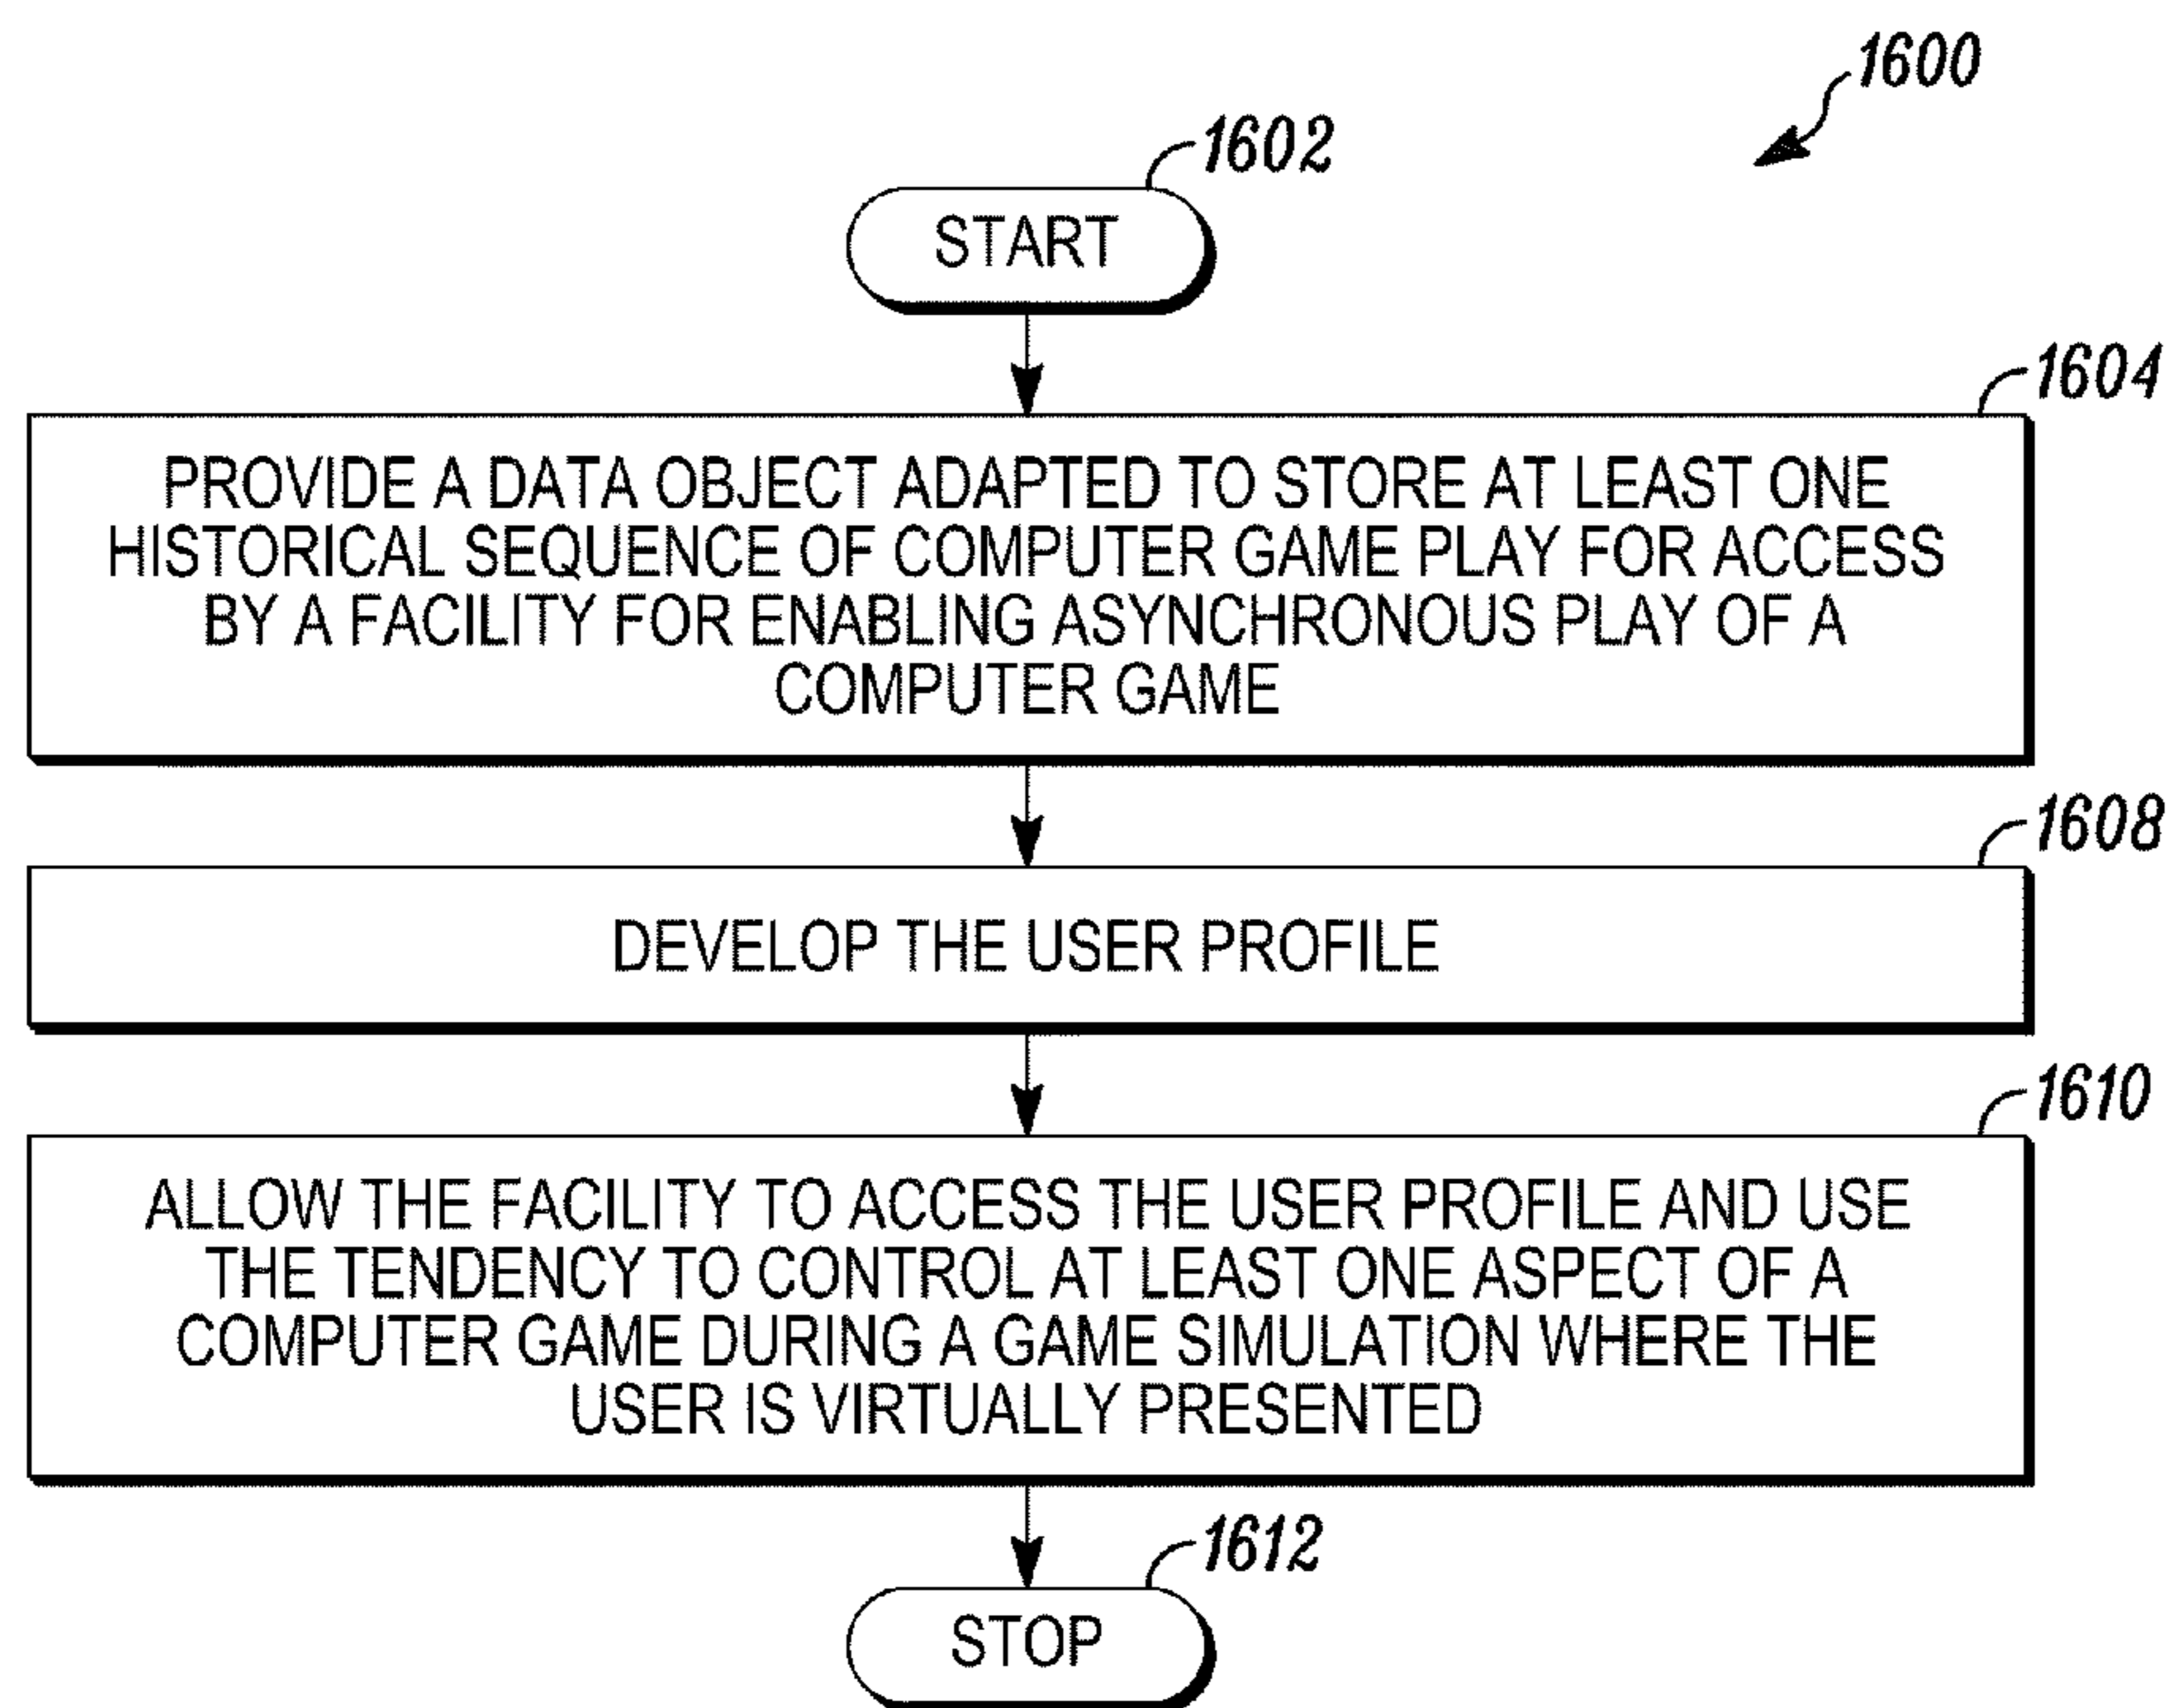 1600
1602
START
1604
PROVIDE A DATA OBJECT ADAPTED TO STORE AT LEAST ONE
HISTORICAL SEQUENCE OF COMPUTER GAME PLAY FOR ACCESS
BY A FACILITY FOR ENABLING ASYNCHRONOUS PLAY OF A
COMPUTER GAME
1608
DEVELOP THE USER PROFILE
1610
ALLOW THE FACILITY TO ACCESS THE USER PROFILE AND USE
THE TENDENCY TO CONTROL AT LEAST ONE ASPECT OF A
COMPUTER GAME DURING A GAME SIMULATION WHERE THE
USER IS VIRTUALLY PRESENTED
1612
STOP